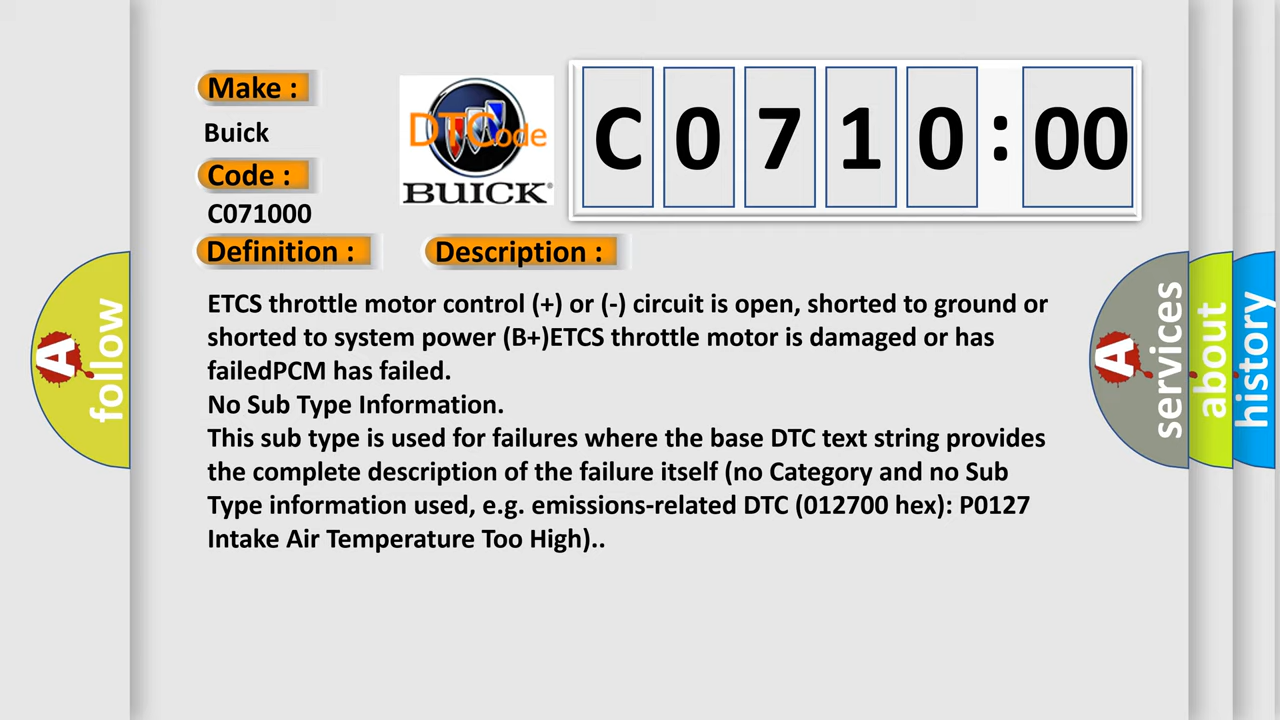 Make :
Buick
Code :
C071000
DTCode
BUICK®
C0710:00
Definition :
Description :
ETCS throttle motor control (+) or (-) circuit is open, shorted to ground or
shorted to system power (B+)ETCS throttle motor is damaged or has
failedPCM has failed.
No Sub Type Information.
This sub type is used for failures where the base DTC text string provides
the complete description of the failure itself (no Category and no Sub
Type information used, e.g. emissions-related DTC (012700 hex): P0127
Intake Air Temperature Too High)..
A follow
A services
about
history